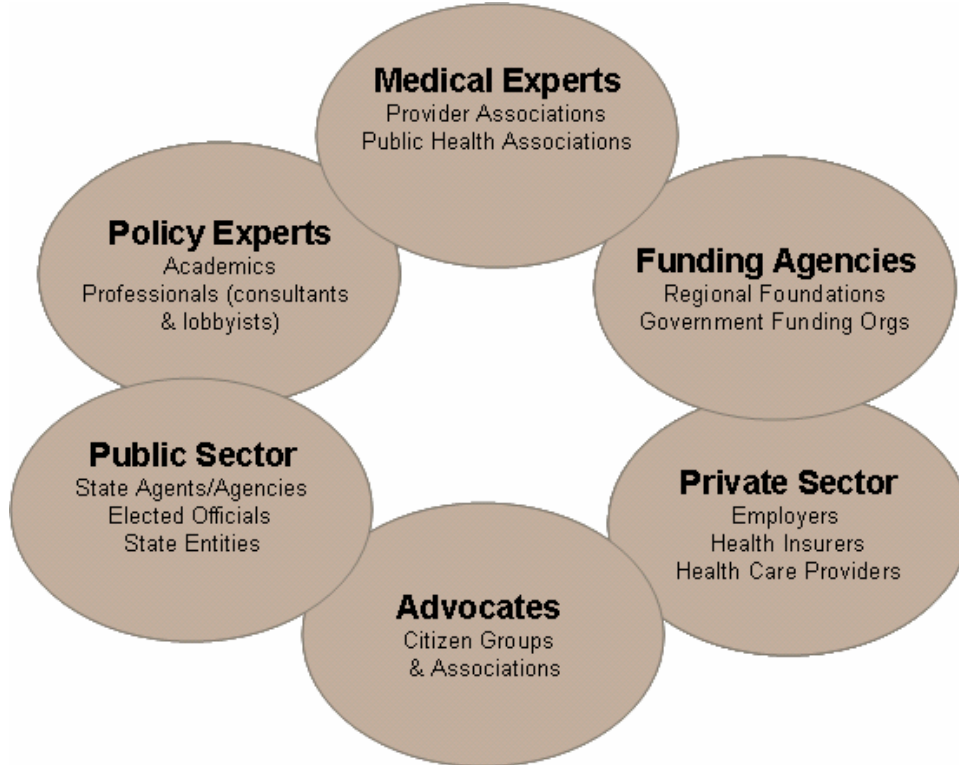 Medical Experts
Provider Associations
Public Health Associations
Policy Experts
Academics
Professionals (consultants
& lobbyists)
Funding Agencies
Regional Foundations
Government Funding Orgs
Public Sector
State Agents/Agencies
Elected Officials
State Entities
Private Sector
Employers
Health Insurers
Health Care Providers
Advocates
Citizen Groups
& Associations